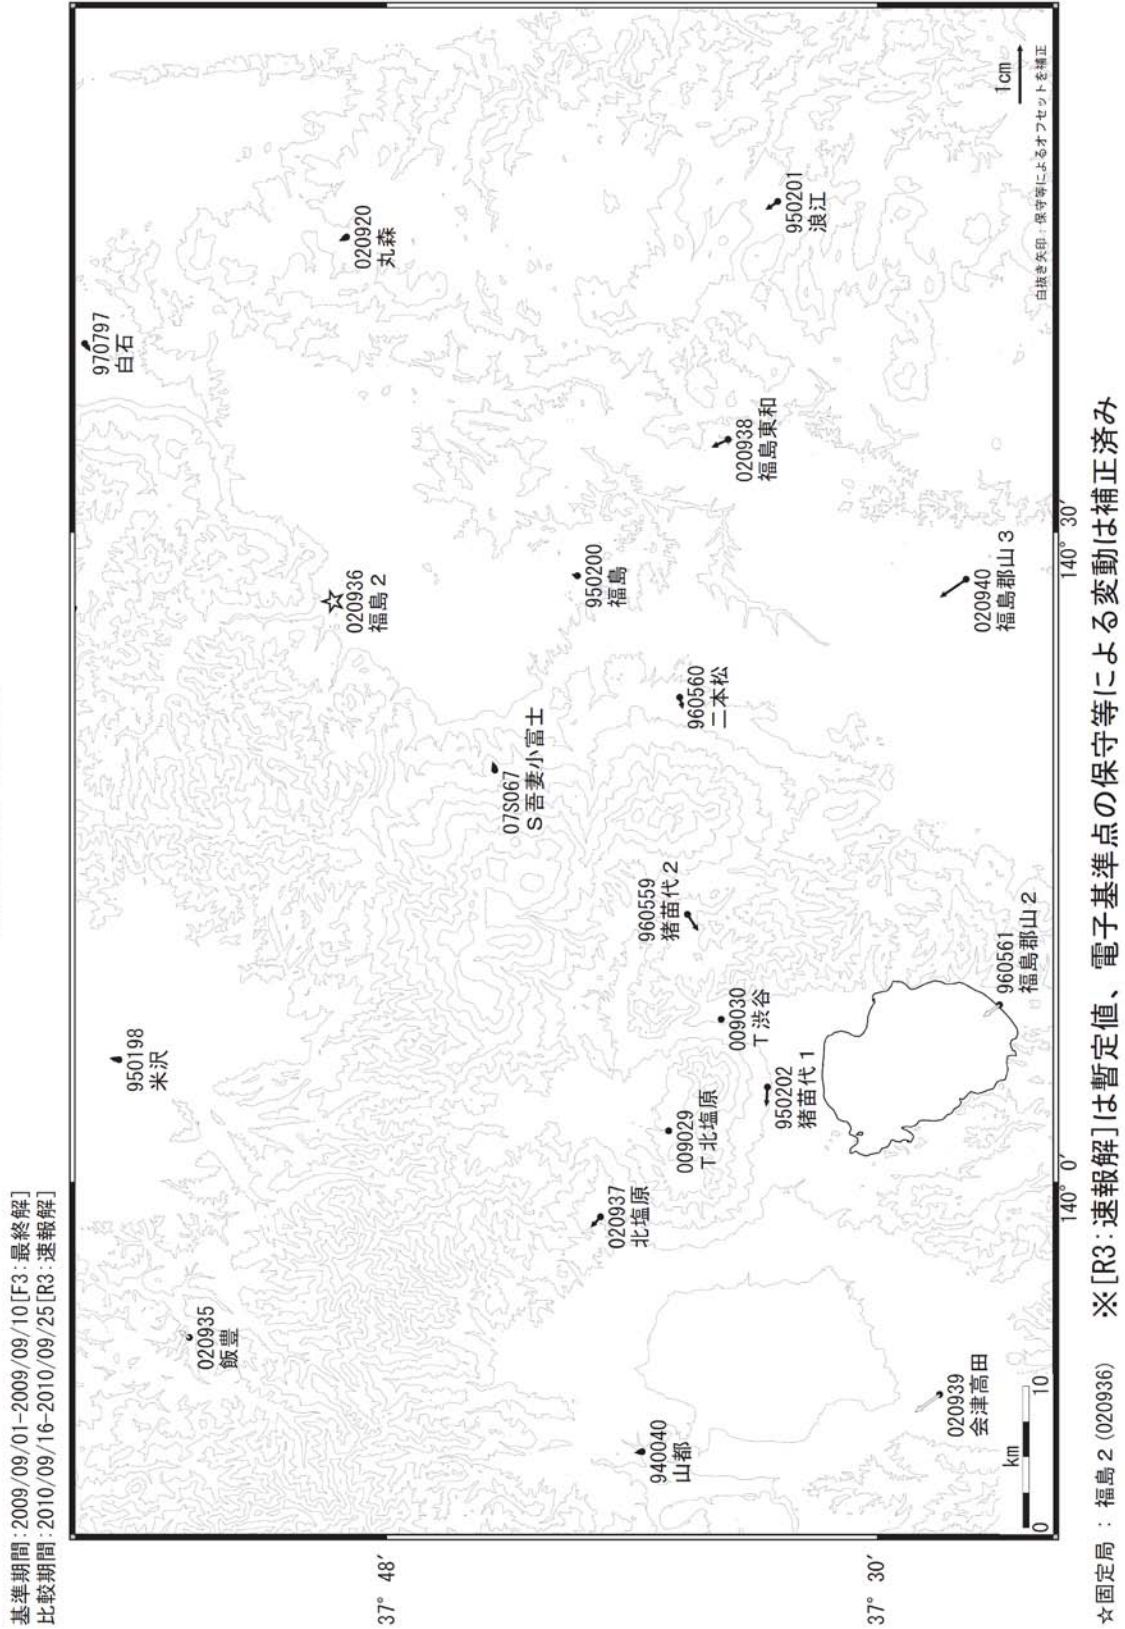 基準期間:2009/09/01-2009/09/10[F3:最終解]
比較期間:2010/09/16-2010/09/25[R3:速報解]
37° 48′
37° 30′
140° 0′
140° 30′
970797
白石
020920
丸森
950198
米沢
020935
飯豊
020936
福島2
07S067
S吾妻小富士
950200
福島
950201
浪江
020938
福島東和
960560
二本松
960559
猪苗代2
009030
T渋谷
009029
T北塩原
950202
猪苗代1
020937
北塩原
940040
山都
020939
会津高田
960561
福島郡山2
020940
福島郡山3
km
0
10
1cm
白抜き矢印:保守等によるオフセットを補正
☆固定局 : 福島2(020936)
※[R3:速報解]は暫定値、電子基準点の保守等による変動は補正済み